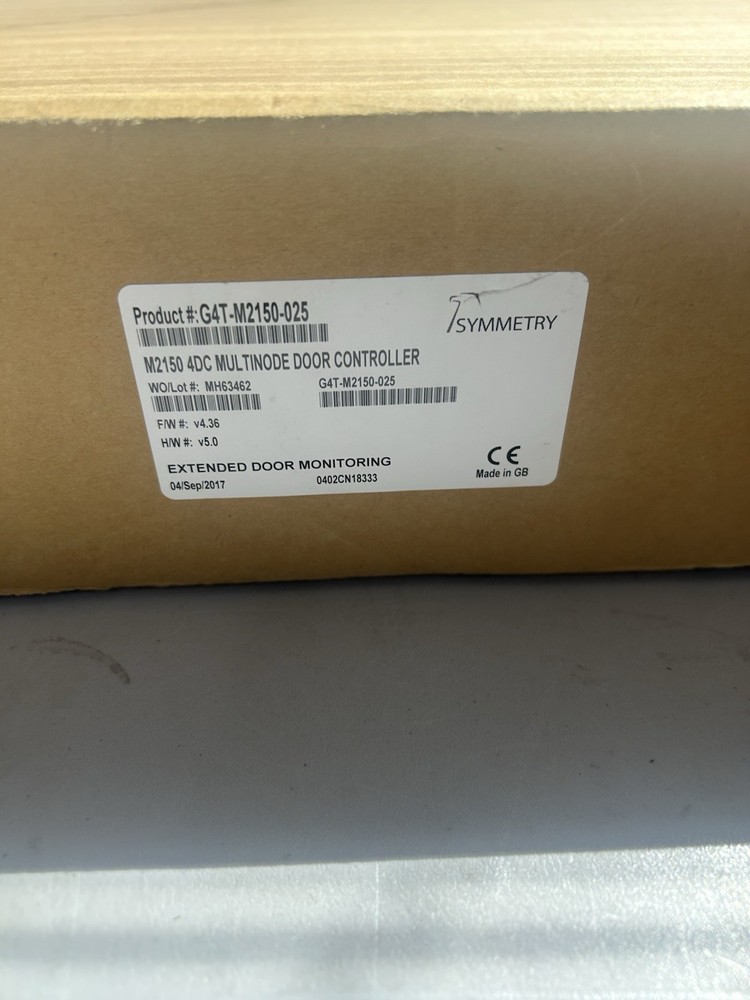 Product #:G4T-M2150-025
SYMMETRY
M2150 4DC MULTINODE DOOR CONTROLLER
WO/Lot #: MH63462
G4T-M2150-025
F/W #: v4.36
H/W #: v5.0
EXTENDED DOOR MONITORING
CE
04/Sep/2017
0402CN18333
Made in GB